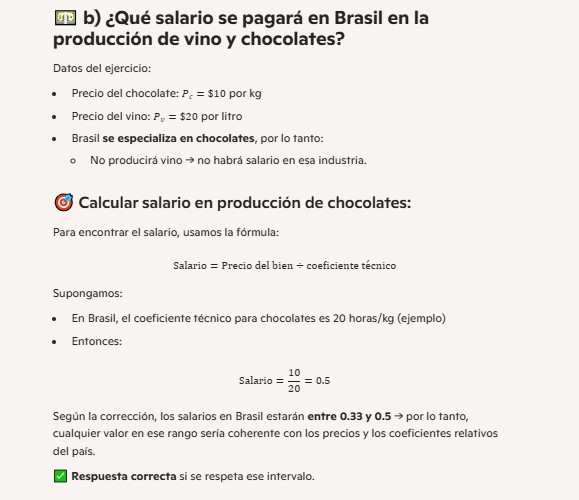 💵 b) ¿Qué salario se pagará en Brasil en la
producción de vino y chocolates?
Datos del ejercicio:
• Precio del chocolate: P_c = $10 por kg
• Precio del vino: P_v = $20 por litro
• Brasil se especializa en chocolates, por lo tanto:
o No producirá vino → no habrá salario en esa industria.
🎯 Calcular salario en producción de chocolates:
Para encontrar el salario, usamos la fórmula:
Salario = Precio del bien ÷ coeficiente técnico
Supongamos:
• En Brasil, el coeficiente técnico para chocolates es 20 horas/kg (ejemplo)
• Entonces:
Salario = 10/20 = 0.5
Según la corrección, los salarios en Brasil estarán entre 0.33 y 0.5 → por lo tanto,
cualquier valor en ese rango sería coherente con los precios y los coeficientes relativos
del país.
✅ Respuesta correcta si se respeta ese intervalo.